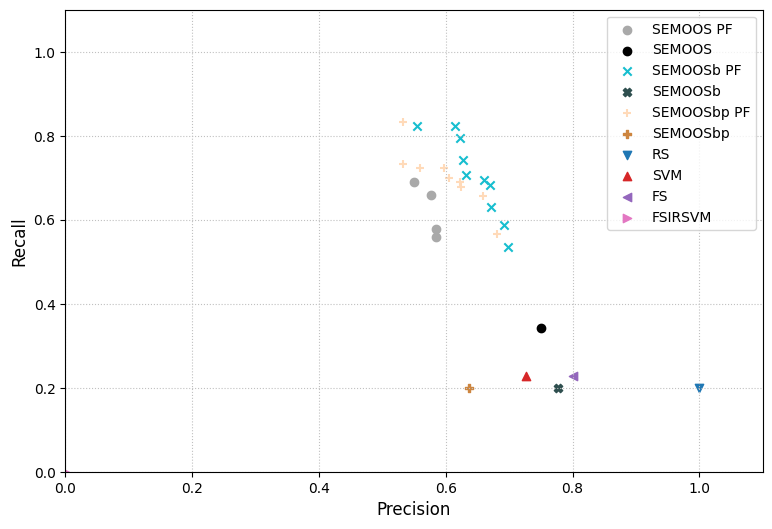 1.0
0.8
0.6
0.4
0.2
0.0
Recall
0.0 0.2 0.4 0.6 0.8 1.0
Precision
SEMOOS PF
SEMOOS
SEMOOSb PF
SEMOOSb
SEMOOSbp PF
SEMOOSbp
RS
SVM
FS
FSIRSVM